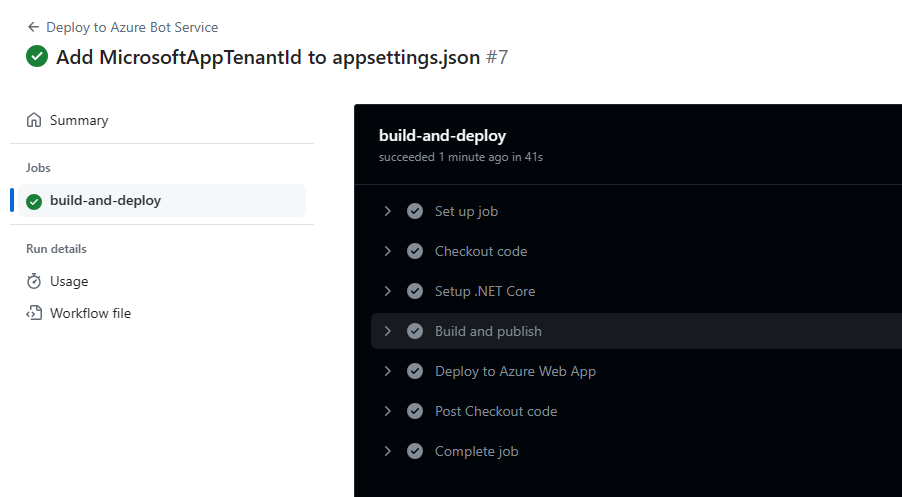 Deploy to Azure Bot Service
Add MicrosoftAppTenantId to appsettings.json #7
Summary
Jobs
build-and-deploy
Run details
Usage
Workflow file
build-and-deploy
succeeded 1 minute ago in 41s
Set up job
Checkout code
Setup .NET Core
Build and publish
Deploy to Azure Web App
Post Checkout code
Complete job